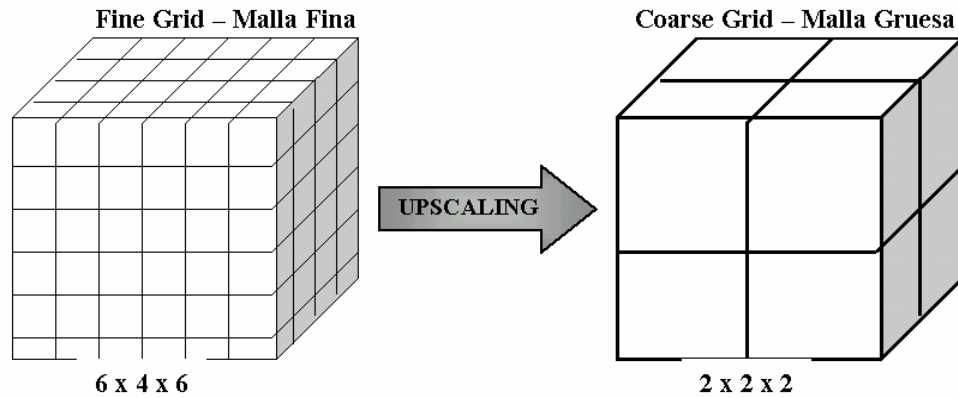 Fine Grid – Malla Fina
Coarse Grid – Malla Gruesa
UPSCALING
6 x 4 x 6
2 x 2 x 2